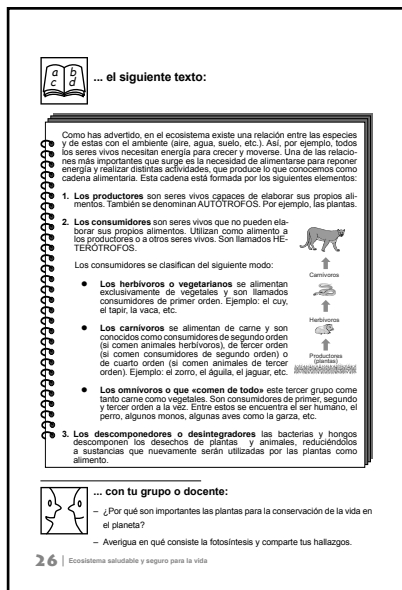 a b
c d
... el siguiente texto:
Como has advertido, en el ecosistema existe una relación entre las especies
y de estas con el ambiente (aire, agua, suelo, etc.). Así, por ejemplo, todos
los seres vivos necesitan energía para crecer y moverse. Una de las relacio-
nes más importantes que surge es la necesidad de alimentarse para reponer
energía y realizar distintas actividades, que produce lo que conocemos como
cadena alimentaria. Esta cadena está formada por los siguientes elementos:
1. Los productores son seres vivos capaces de elaborar sus propios ali-
mentos. También se denominan AUTÓTROFOS. Por ejemplo, las plantas.
2. Los consumidores son seres vivos que no pueden ela-
borar sus propios alimentos. Utilizan como alimento a
los productores o a otros seres vivos. Son llamados HE-
TERÓTROFOS.
Los consumidores se clasifican del siguiente modo:
● Los herbívoros o vegetarianos se alimentan
exclusivamente de vegetales y son llamados
consumidores de primer orden. Ejemplo: el cuy,
el tapir, la vaca, etc.
● Los carnívoros se alimentan de carne y son
conocidos como consumidores de segundo orden
(si comen animales herbívoros), de tercer orden
(si comen consumidores de segundo orden) o
de cuarto orden (si comen animales de tercer
orden). Ejemplo: el zorro, el águila, el jaguar, etc.
Carnívoros
Herbívoros
Productores
(plantas)
● Los omnívoros o que «comen de todo» este tercer grupo come
tanto carne como vegetales. Son consumidores de primer, segundo
y tercer orden a la vez. Entre estos se encuentra el ser humano, el
perro, algunos monos, algunas aves como la garza, etc.
3. Los descomponedores o desintegradores las bacterias y hongos
descomponen los desechos de plantas y animales, reduciéndolos
a sustancias que nuevamente serán utilizadas por las plantas como
alimento.
... con tu grupo o docente:
– ¿Por qué son importantes las plantas para la conservación de la vida en
el planeta?
– Averigua en qué consiste la fotosíntesis y comparte tus hallazgos.
26 | Ecosistema saludable y seguro para la vida